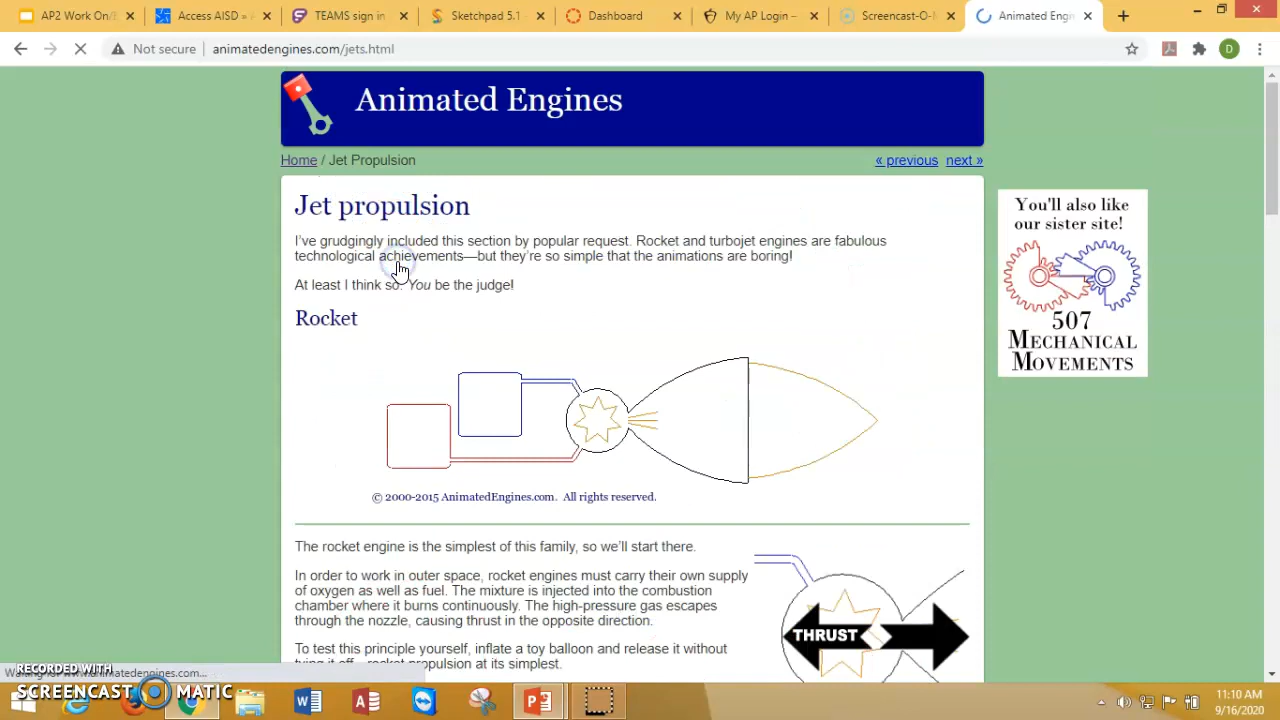 AP2 Work On/
Access AISD »
TEAMS sign in
Sketchpad 5.1
Dashboard
My AP Login –
Screencast-O-
Animated Eng
Not secure
animatedengines.com/jets.html
D
Animated Engines
Home / Jet Propulsion
« previous next »
Jet propulsion
I've grudgingly included this section by popular request. Rocket and turbojet engines are fabulous
technological achievements—but they're so simple that the animations are boring!
At least I think so. You be the judge!
Rocket
© 2000-2015 AnimatedEngines.com. All rights reserved.
You'll also like
our sister site!
507
MECHANICAL
MOVEMENTS
The rocket engine is the simplest of this family, so we'll start there.
In order to work in outer space, rocket engines must carry their own supply
of oxygen as well as fuel. The mixture is injected into the combustion
chamber where it burns continuously. The high-pressure gas escapes
through the nozzle, causing thrust in the opposite direction.
THRUST
To test this principle yourself, inflate a toy balloon and release it without
tying it off—rocket propulsion at its simplest.
Waiting for www.animatedengines.com...
RECORDED WITH
SCREENCAST MATIC
11:10 AM
9/16/2020